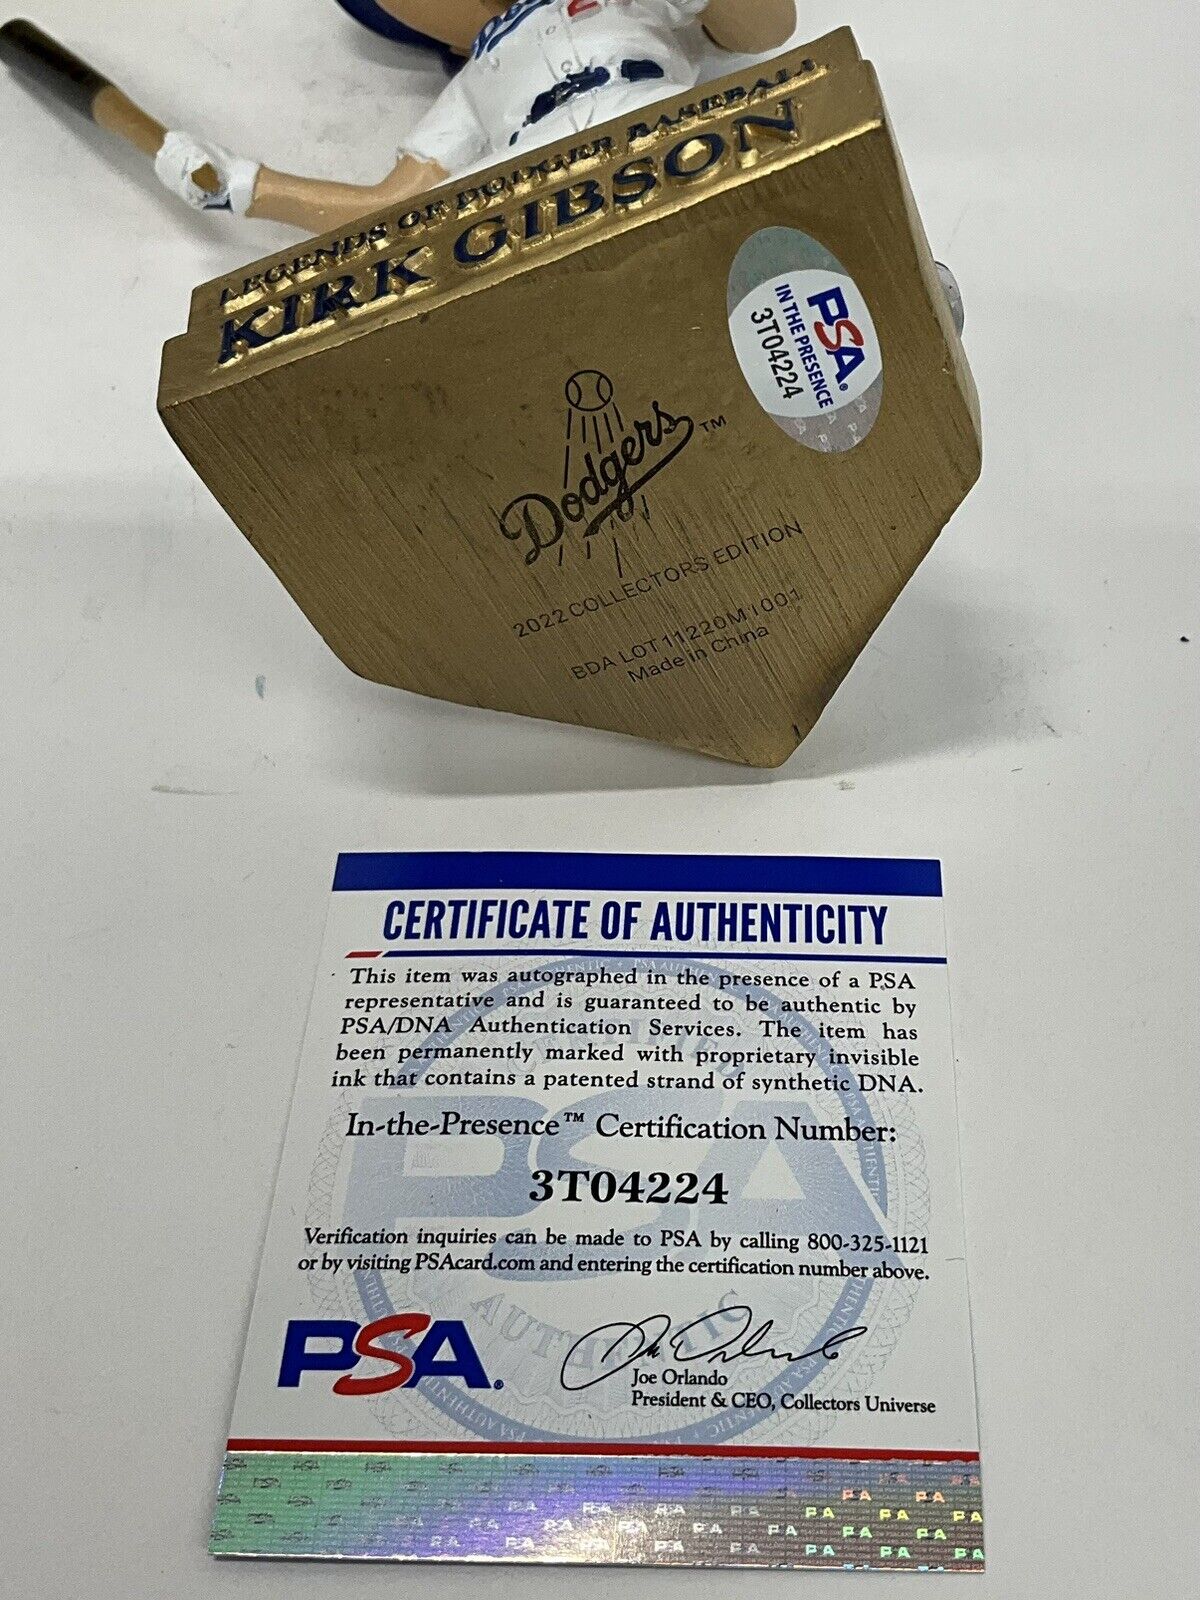 LEGENDS OF DODGER BASEBALL
KIRK GIBSON
PSA
IN THE PRESENCE
3T04224
Dodgers™
2022 COLLECTORS EDITION
BDA LOT11220M1001
Made in China
CERTIFICATE OF AUTHENTICITY
This item was autographed in the presence of a PSA
representative and is guaranteed to be authentic by
PSA/DNA Authentication Services. The item has
been permanently marked with proprietary invisible
ink that contains a patented strand of synthetic DNA.
In-the-Presence™ Certification Number:
3T04224
Verification inquiries can be made to PSA by calling 800-325-1121
or by visiting PSAcard.com and entering the certification number above.
PSA
Joe Orlando
President & CEO, Collectors Universe